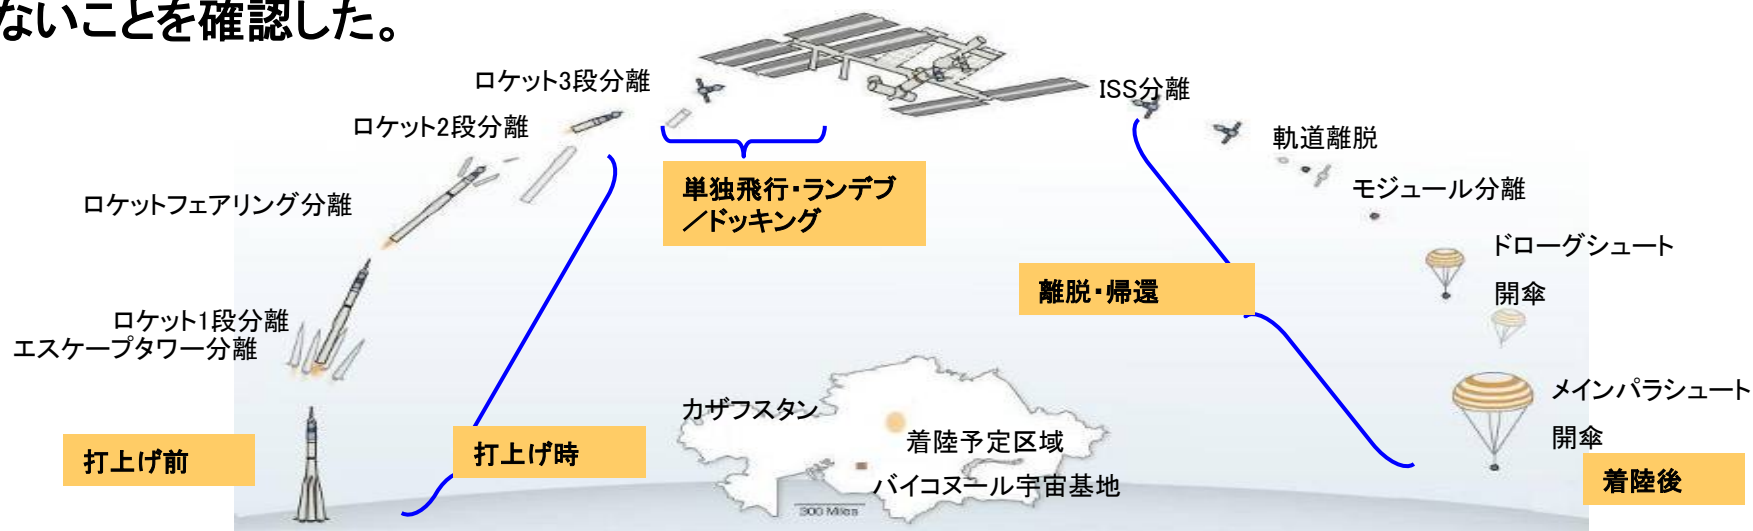 ないことを確認した。
ロケット3段分離
ISS分離
ロケット2段分離
軌道離脱
単独飛行・ランデブ
／ドッキング
モジュール分離
ロケットフェアリング分離
ドローグシュート
開傘
離脱・帰還
ロケット1段分離
エスケープタワー分離
メインパラシュート
開傘
カザフスタン
着陸予定区域
打上げ前
打上げ時
バイコヌール宇宙基地
着陸後
300 Miles